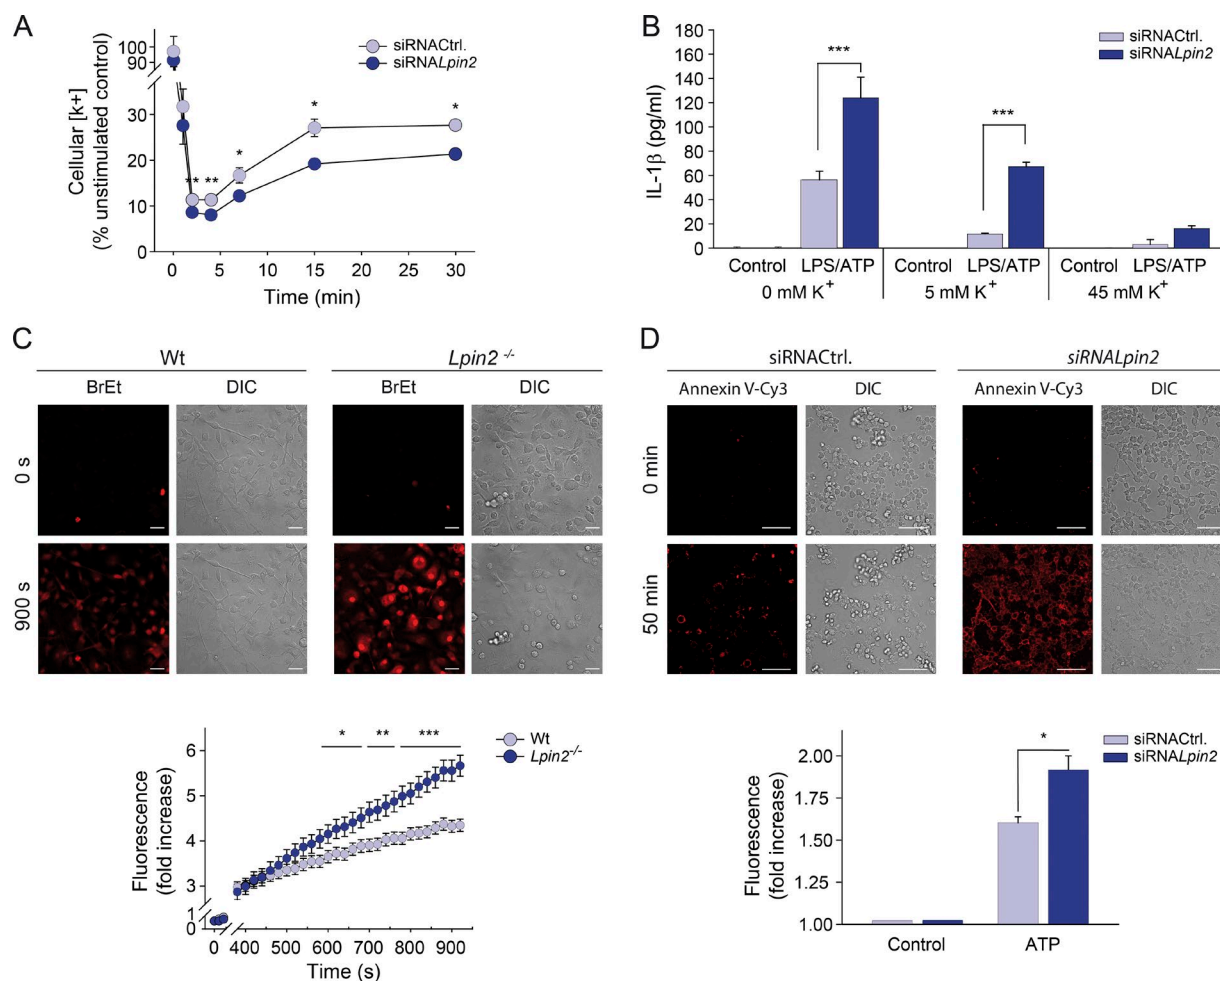 A
siRNACtrl.
siRNALpin2
Cellular [k+]
(% unstimulated control)
100
90
30
20
10
0
** ** * * *
0 5 10 15 20 25 30
Time (min)
B
siRNACtrl.
siRNALpin2
IL-1β (pg/ml)
180
160
140
120
100
80
60
40
20
0
***
***
Control LPS/ATP Control LPS/ATP Control LPS/ATP
0 mM K+ 5 mM K+ 45 mM K+
C
Wt Lpin2 -/-
BrEt DIC BrEt DIC
0 s
900 s
Wt
Lpin2-/-
* ** ***
Fluorescence
(fold increase)
6
5
4
3
1
0
0 400 500 600 700 800 900
Time (s)
D
siRNACtrl. siRNALpin2
Annexin V-Cy3 DIC Annexin V-Cy3 DIC
0 min
50 min
siRNACtrl.
siRNALpin2
*
Fluorescence
(fold increase)
2.00
1.75
1.50
1.25
1.00
Control ATP